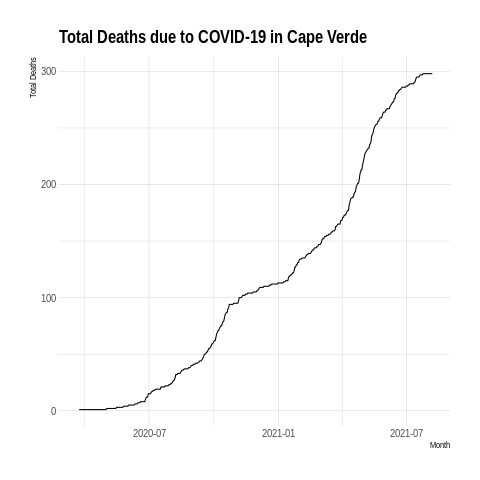 Total Deaths due to COVID-19 in Cape Verde
Total Deaths
300
200
100
0
2020-07
2021-01
2021-07
Month